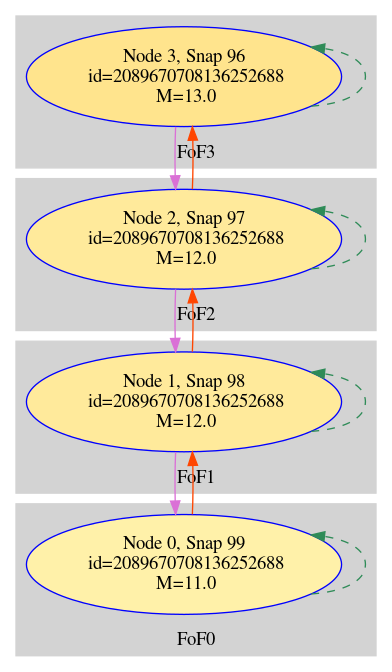 Node 3, Snap 96
id=2089670708136252688
M=13.0
FoF3
Node 2, Snap 97
id=2089670708136252688
M=12.0
FoF2
Node 1, Snap 98
id=2089670708136252688
M=12.0
FoF1
Node 0, Snap 99
id=2089670708136252688
M=11.0
FoF0